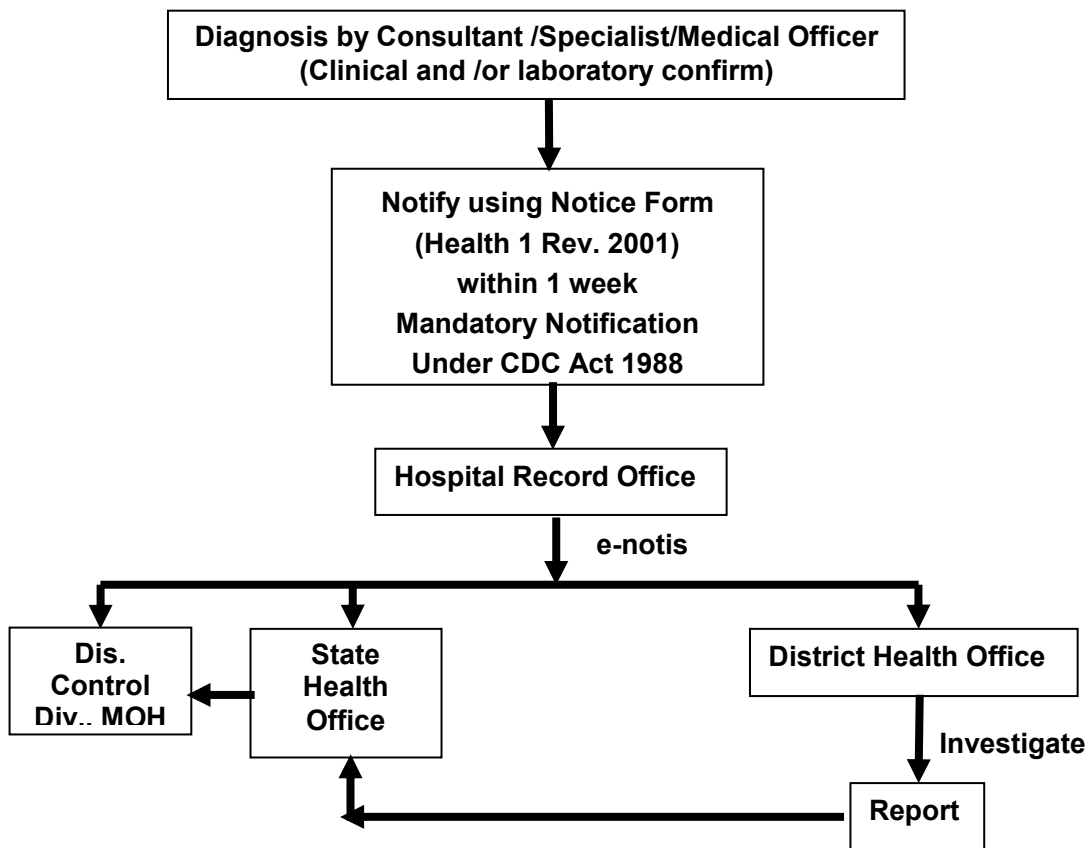 Diagnosis by Consultant /Specialist/Medical Officer
(Clinical and /or laboratory confirm)
Notify using Notice Form
(Health 1 Rev. 2001)
within 1 week
Mandatory Notification
Under CDC Act 1988
Hospital Record Office
e-notis
Dis.
Control
Div., MOH
State
Health
Office
District Health Office
Investigate
Report